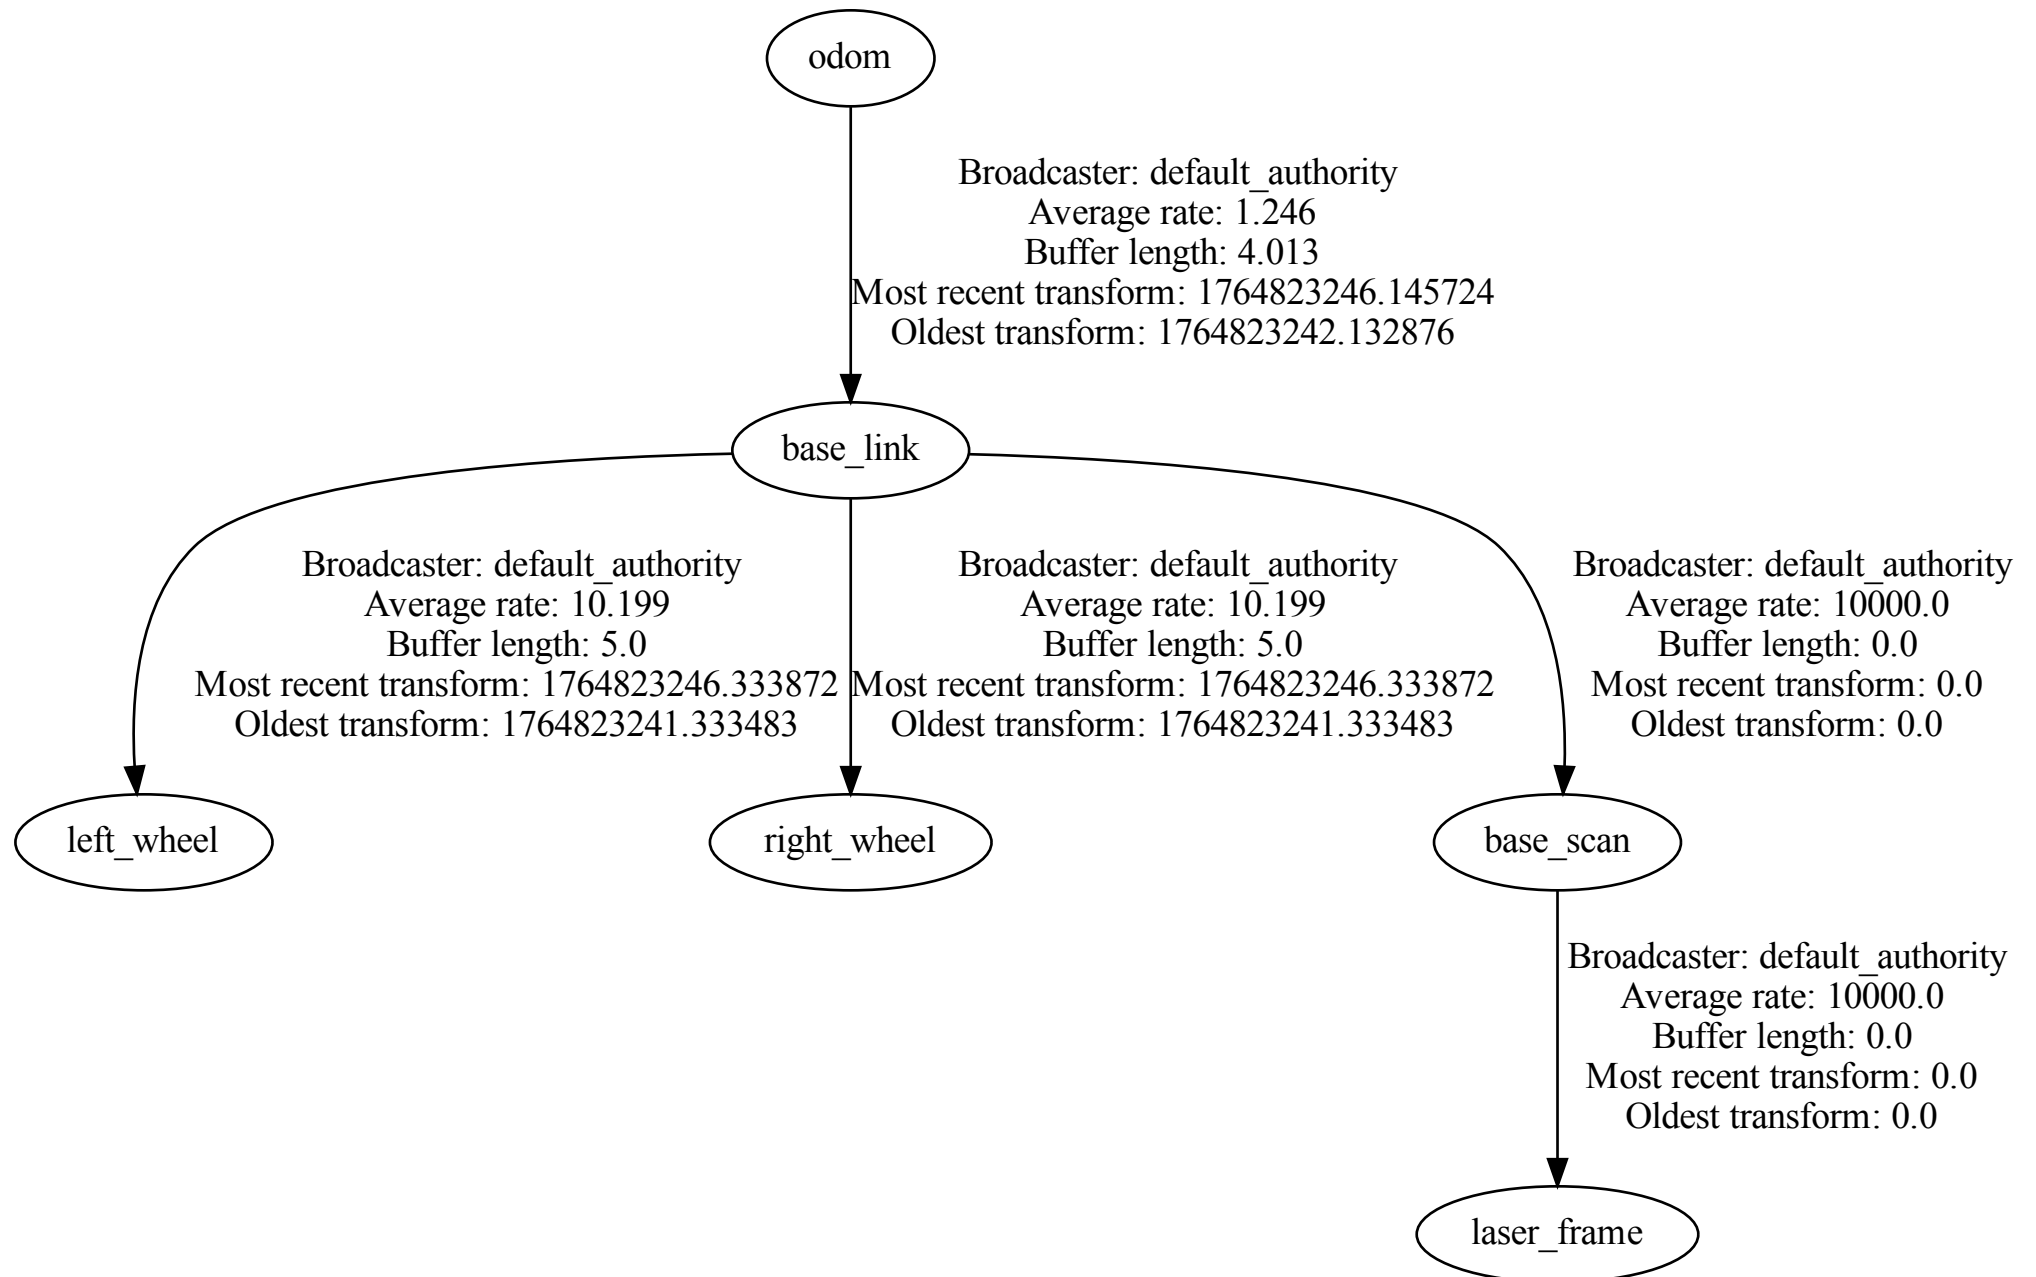 odom
Broadcaster: default_authority
Average rate: 1.246
Buffer length: 4.013
Most recent transform: 1764823246.145724
Oldest transform: 1764823242.132876
base_link
Broadcaster: default_authority
Average rate: 10.199
Buffer length: 5.0
Most recent transform: 1764823246.333872
Oldest transform: 1764823241.333483
Broadcaster: default_authority
Average rate: 10.199
Buffer length: 5.0
Most recent transform: 1764823246.333872
Oldest transform: 1764823241.333483
Broadcaster: default_authority
Average rate: 10000.0
Buffer length: 0.0
Most recent transform: 0.0
Oldest transform: 0.0
left_wheel
right_wheel
base_scan
Broadcaster: default_authority
Average rate: 10000.0
Buffer length: 0.0
Most recent transform: 0.0
Oldest transform: 0.0
laser_frame